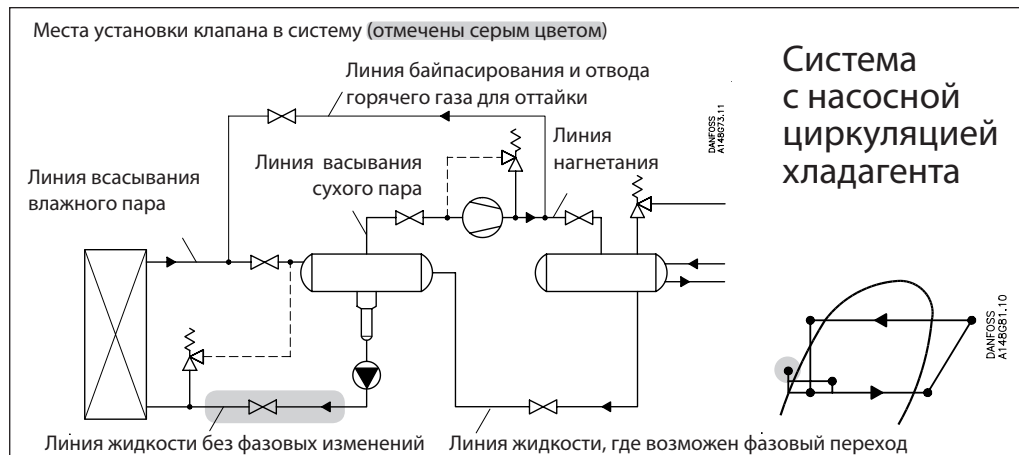 Места установки клапана в систему (отмечены серым цветом)
Линия байпасирования и отвода
горячего газа для оттайки
Линия васывания
сухого пара
Линия
нагнетания
Линия всасывания
влажного пара
DANFOSS
A148G73.11
Система
с насосной
циркуляцией
хладагента
DANFOSS
A148G81.10
Линия жидкости без фазовых изменений
Линия жидкости, где возможен фазовый переход